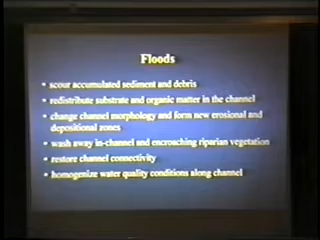 Floods
• scour accumulated sediment and debris
• redistribute substrate and organic matter in the channel
• change channel morphology and form new erosional and
depositional zones
• wash away in-channel and encroaching riparian vegetation
• restore channel connectivity
• homogenize water quality conditions along channel